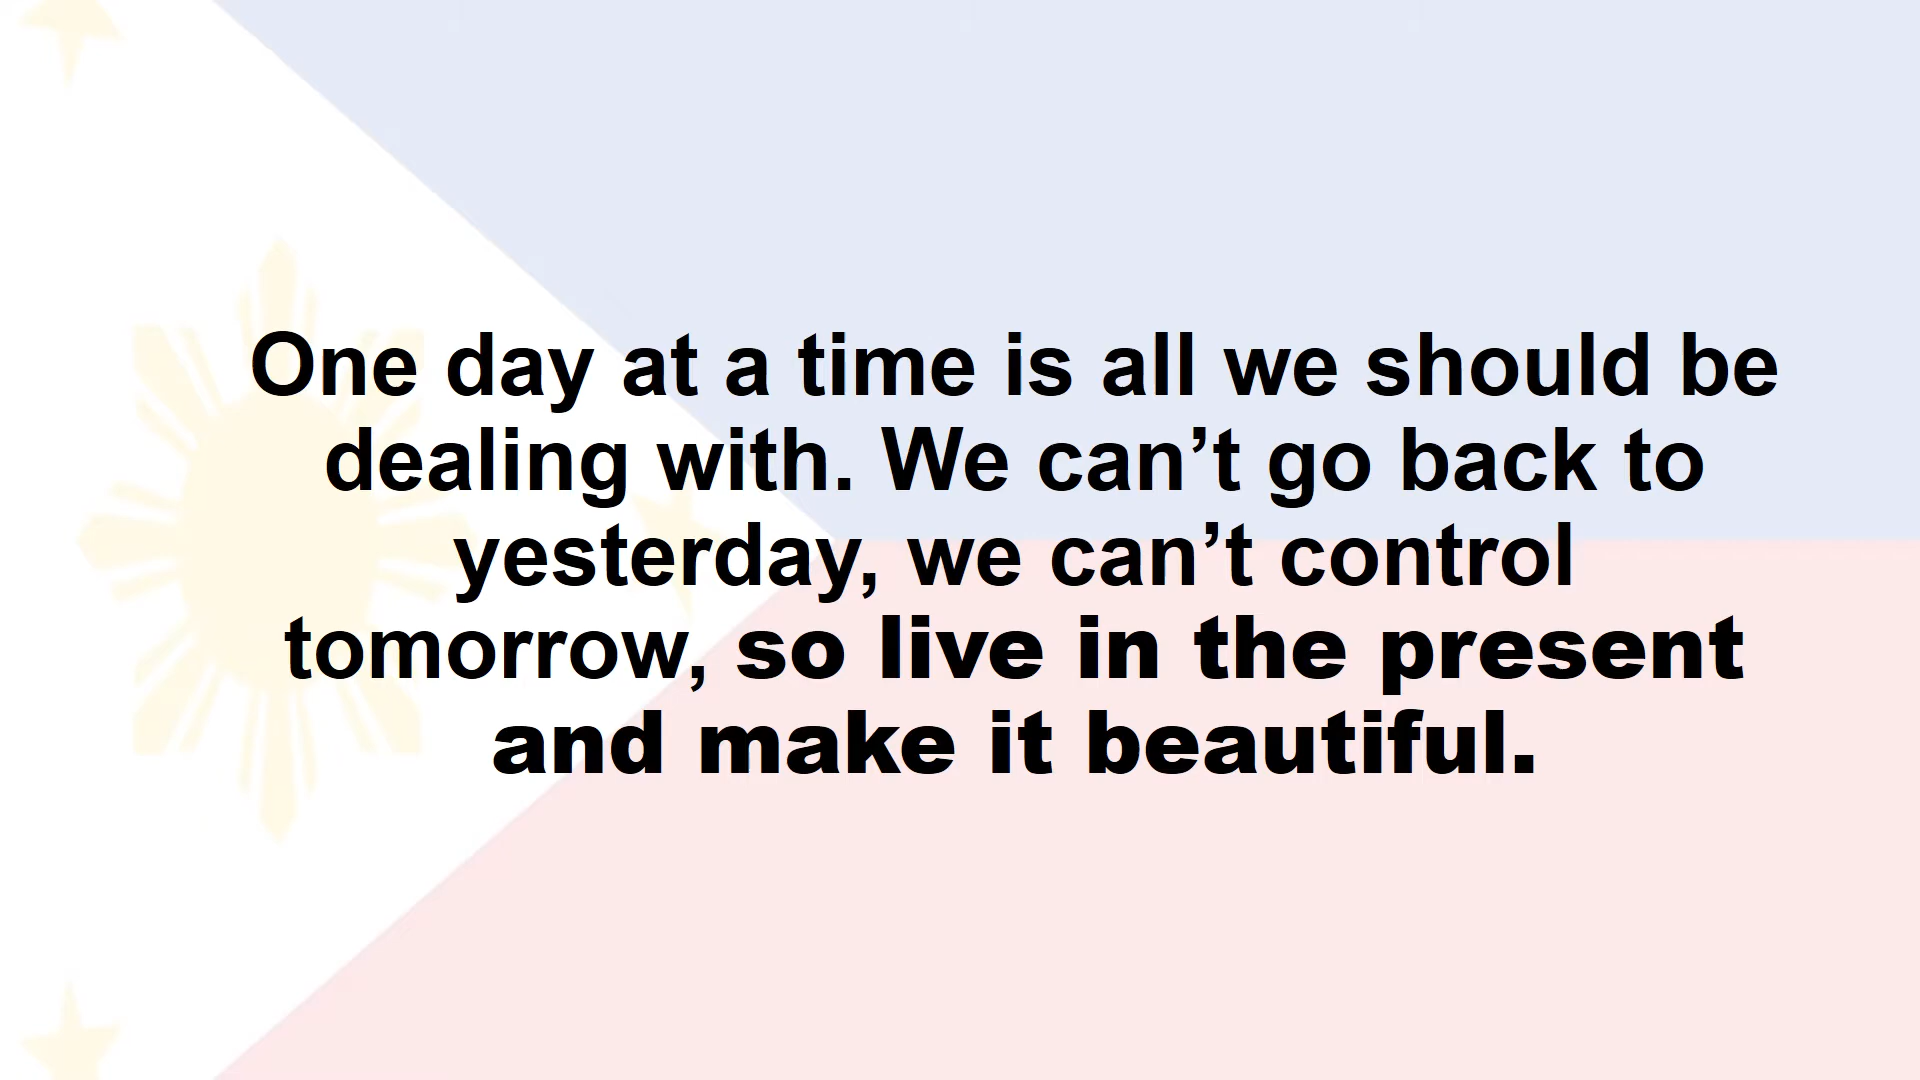 One day at a time is all we should be
dealing with. We can’t go back to
yesterday, we can’t control
tomorrow, so live in the present
and make it beautiful.